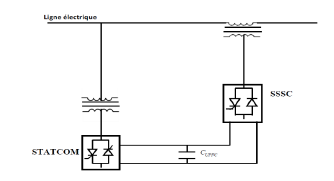 Ligne électrique
SSSC
STATCOM
C_UPFC